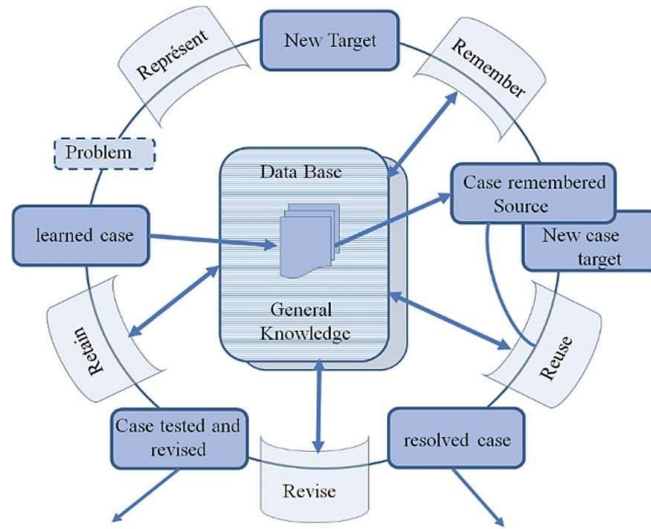 New Target
Représent
Remember
Problem
Data Base
Case remembered
Source
learned case
New case
target
General
Knowledge
Retain
Reuse
Case tested and
revised
resolved case
Revise